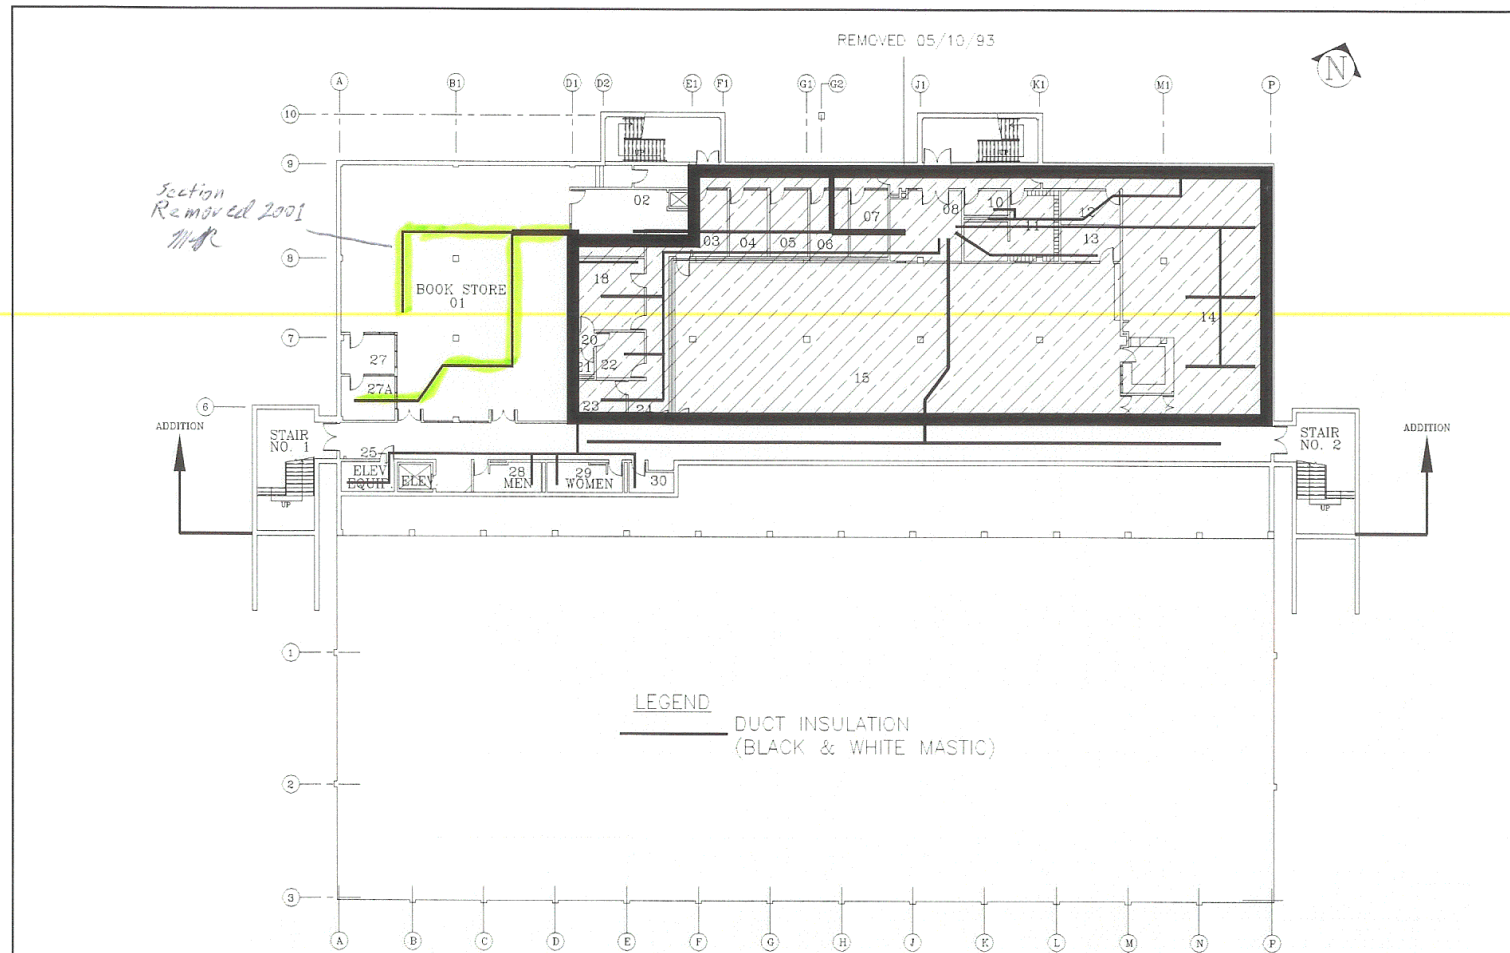 REMOVED 05/10/93
N
A B1 D1 D2 E1 F1 G1 G2 J1 K1 M1 P
10
9
Section
Removed 2001
02
07
08
10
11
12
13
03 04 05 06
8
18
BOOK STORE
01
14
7
20
21
22
27
15
27A
23
24
6
ADDITION
STAIR
NO. 1
STAIR
NO. 2
ADDITION
25
ELEV
EQUIP.
ELEV.
28
MEN
29
WOMEN
30
UP
UP
UP
UP
1
LEGEND
DUCT INSULATION
(BLACK & WHITE MASTIC)
2
3
A B C D E F G H J K L M N P